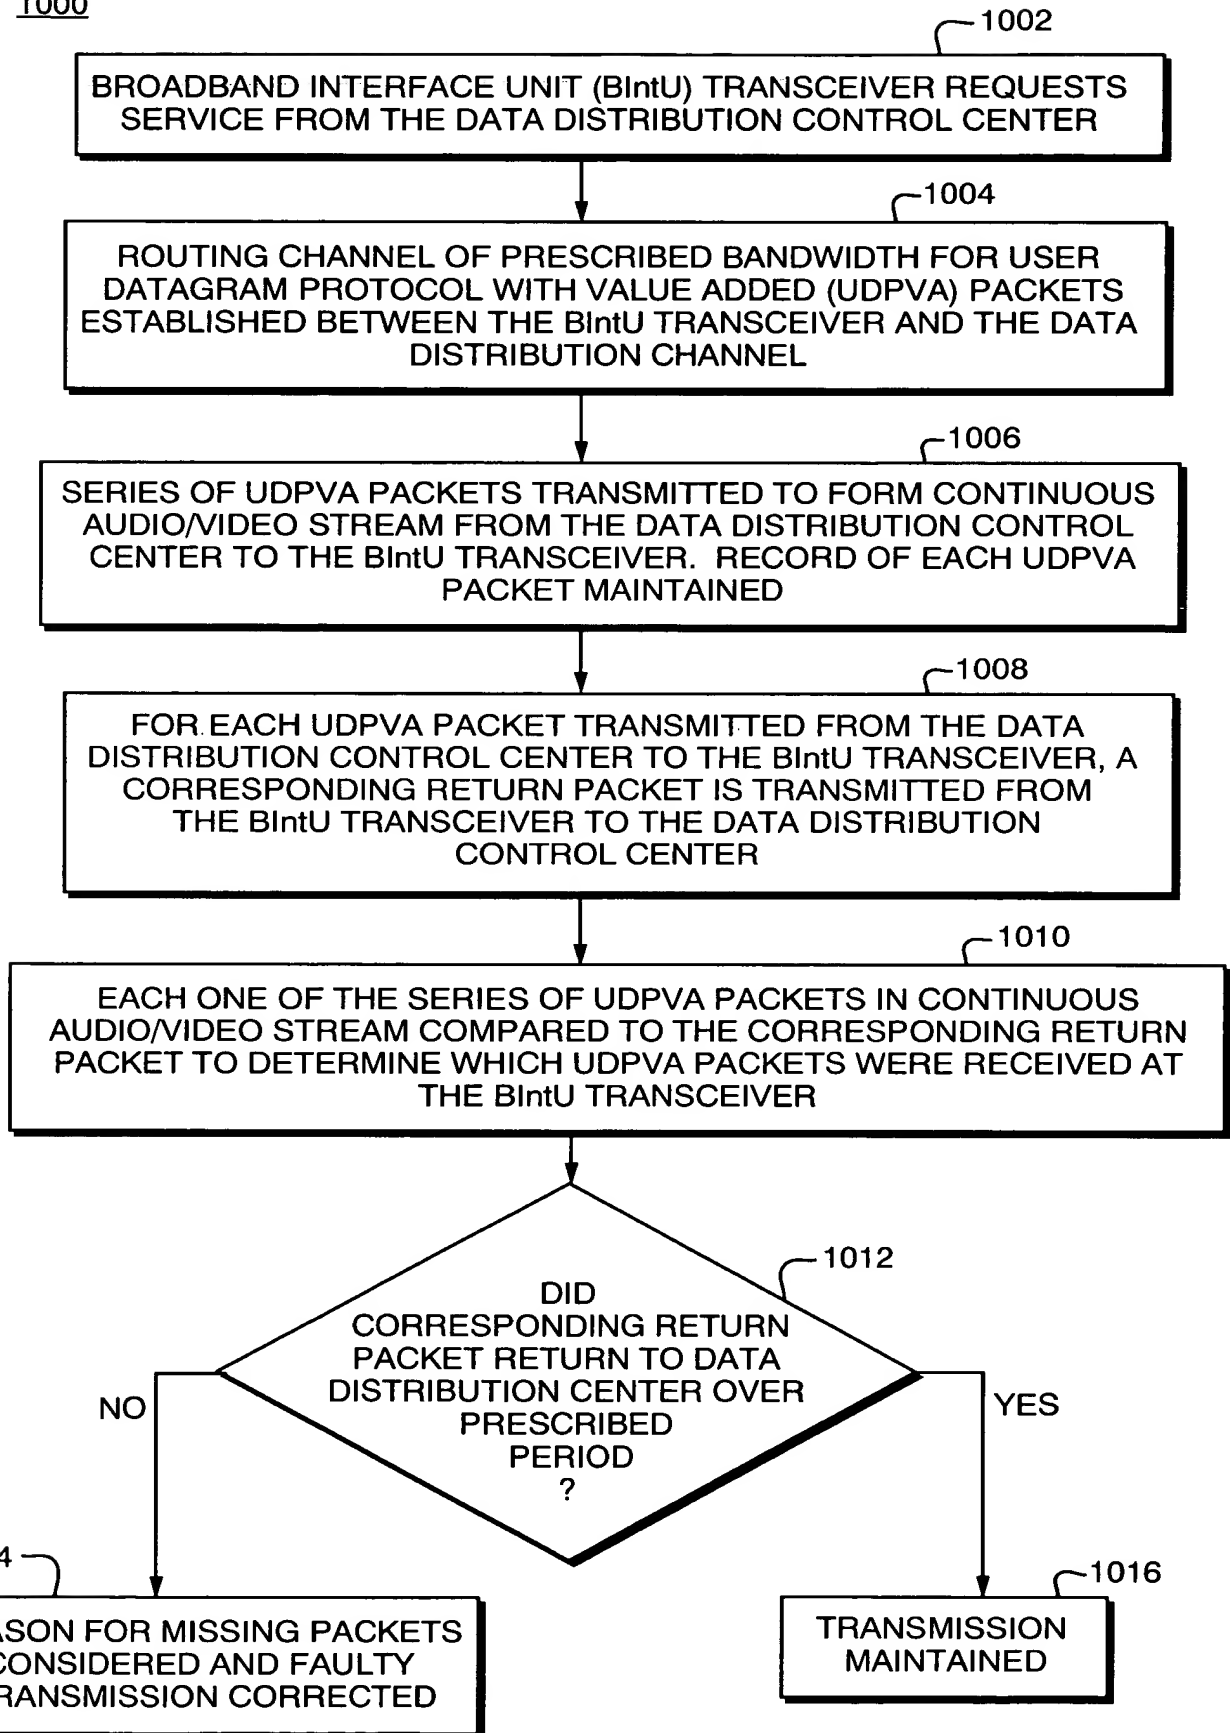 1000
1002
BROADBAND INTERFACE UNIT (BIntU) TRANSCEIVER REQUESTS
SERVICE FROM THE DATA DISTRIBUTION CONTROL CENTER
1004
ROUTING CHANNEL OF PRESCRIBED BANDWIDTH FOR USER
DATAGRAM PROTOCOL WITH VALUE ADDED (UDPVA) PACKETS
ESTABLISHED BETWEEN THE BIntU TRANSCEIVER AND THE DATA
DISTRIBUTION CHANNEL
1006
SERIES OF UDPVA PACKETS TRANSMITTED TO FORM CONTINUOUS
AUDIO/VIDEO STREAM FROM THE DATA DISTRIBUTION CONTROL
CENTER TO THE BIntU TRANSCEIVER. RECORD OF EACH UDPVA
PACKET MAINTAINED
1008
FOR EACH UDPVA PACKET TRANSMITTED FROM THE DATA
DISTRIBUTION CONTROL CENTER TO THE BIntU TRANSCEIVER, A
CORRESPONDING RETURN PACKET IS TRANSMITTED FROM
THE BIntU TRANSCEIVER TO THE DATA DISTRIBUTION
CONTROL CENTER
1010
EACH ONE OF THE SERIES OF UDPVA PACKETS IN CONTINUOUS
AUDIO/VIDEO STREAM COMPARED TO THE CORRESPONDING RETURN
PACKET TO DETERMINE WHICH UDPVA PACKETS WERE RECEIVED AT
THE BIntU TRANSCEIVER
1012
DID
CORRESPONDING RETURN
PACKET RETURN TO DATA
DISTRIBUTION CENTER OVER
PRESCRIBED
PERIOD
?
NO
YES
4
ASON FOR MISSING PACKETS
CONSIDERED AND FAULTY
RANSMISSION CORRECTED
1016
TRANSMISSION
MAINTAINED